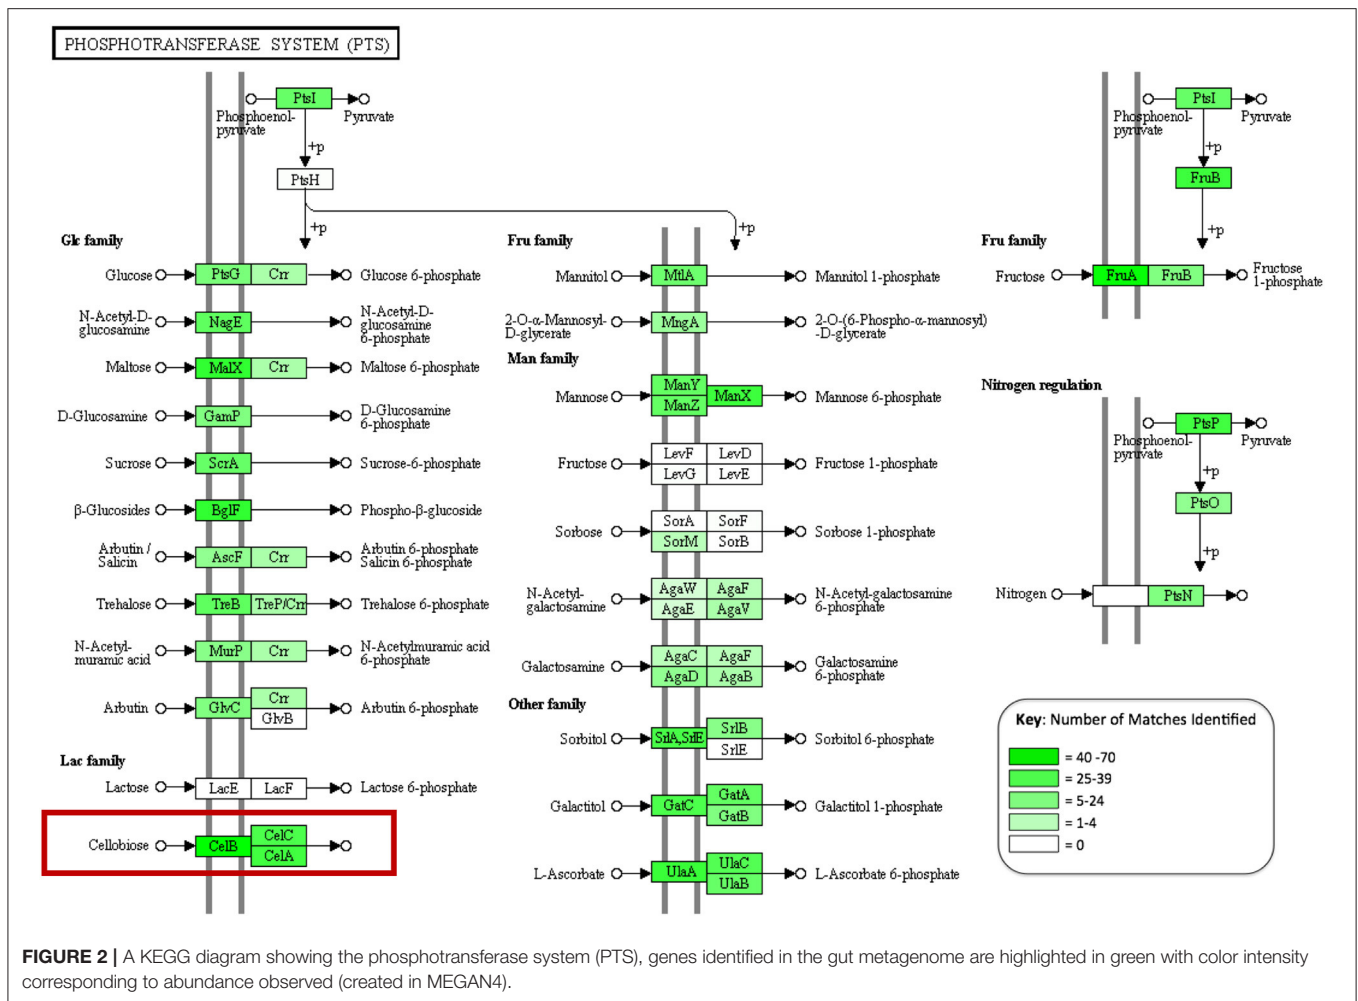 PHOSPHOTRANSFERASE SYSTEM (PTS)
PtsI
Phosphoenol-
pyruvate
Pyruvate
+p
PtsH
+p
+p
Glc family
Glucose
PtsG
Crr
Glucose 6-phosphate
N-Acetyl-D-
glucosamine
NagE
N-Acetyl-D-
glucosamine
6-phosphate
Maltose
MalX
Crr
Maltose 6-phosphate
D-Glucosamine
GamP
D-Glucosamine
6-phosphate
Sucrose
ScrA
Sucrose-6-phosphate
β-Glucosides
BglF
Phospho-β-glucoside
Arbutin /
Salicin
AscF
Crr
Arbutin 6-phosphate
Salicin 6-phosphate
Trehalose
TreB
TreP/Crr
Trehalose 6-phosphate
N-Acetyl-
muramic acid
MurP
Crr
N-Acetylmuramic acid
6-phosphate
Arbutin
GlvC
Crr
GlvB
Arbutin 6-phosphate
Lac family
Lactose
LacE
LacF
Lactose 6-phosphate
Cellobiose
CelB
CelC
CelA
Fru family
Mannitol
MtlA
Mannitol 1-phosphate
2-O-α-Mannosyl-
D-glycerate
MngA
2-O-(6-Phospho-α-mannosyl)
-D-glycerate
Man family
Mannose
ManY
ManZ
ManX
Mannose 6-phosphate
Fructose
LevF
LevD
LevG
LevE
Fructose 1-phosphate
Sorbose
SorA
SorF
SorM
SorB
Sorbose 1-phosphate
N-Acetyl-
galactosamine
AgaW
AgaF
AgaE
AgaV
N-Acetyl-galactosamine
6-phosphate
Galactosamine
AgaC
AgaF
AgaD
AgaB
Galactosamine
6-phosphate
Other family
Sorbitol
SrlA,SrlE
SrlB
SrlE
Sorbitol 6-phosphate
Galactitol
GatC
GatA
GatB
Galactitol 1-phosphate
L-Ascorbate
UlaA
UlaC
UlaB
L-Ascorbate 6-phosphate
PtsI
Phosphoenol-
pyruvate
Pyruvate
+p
FruB
+p
Fru family
Fructose
FruA
FruB
Fructose
1-phosphate
Nitrogen regulation
PtsP
Phosphoenol-
pyruvate
Pyruvate
+p
PtsO
+p
Nitrogen
PtsN
Key: Number of Matches Identified
= 40 -70
= 25-39
= 5-24
= 1-4
= 0
FIGURE 2 | A KEGG diagram showing the phosphotransferase system (PTS), genes identified in the gut metagenome are highlighted in green with color intensity
corresponding to abundance observed (created in MEGAN4).